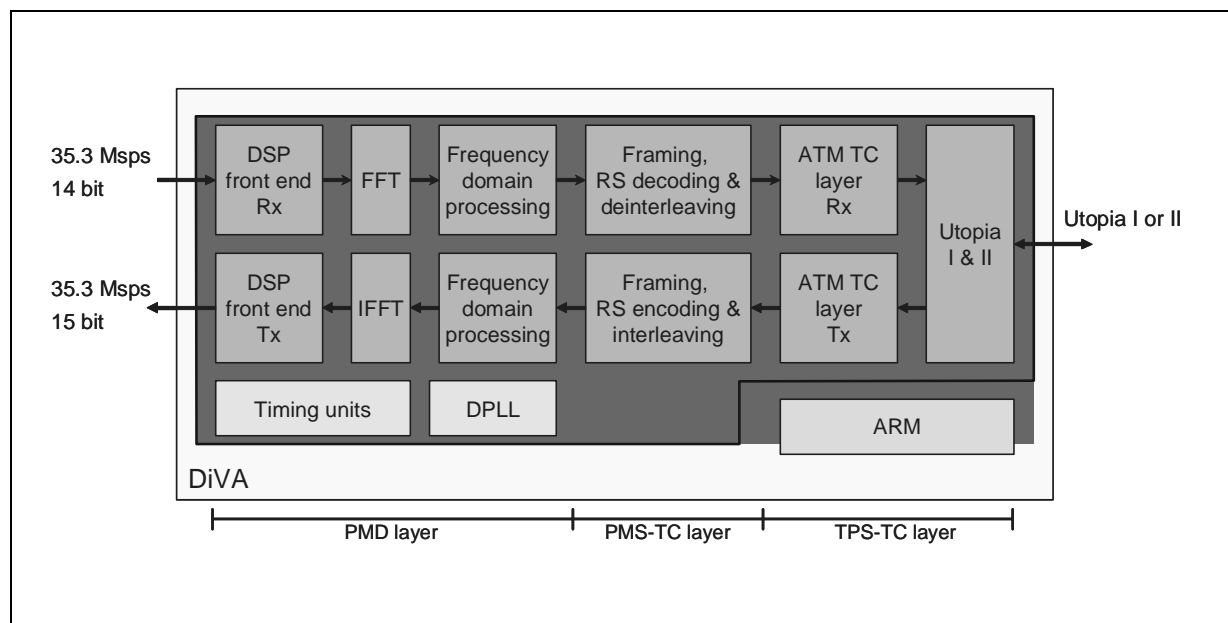 35.3 Msps
14 bit
DSP
front end
Rx
FFT
Frequency
domain
processing
Framing,
RS decoding &
deinterleaving
ATM TC
layer
Rx
Utopia
I & II
Utopia I or II
35.3 Msps
15 bit
DSP
front end
Tx
IFFT
Frequency
domain
processing
Framing,
RS encoding &
interleaving
ATM TC
layer
Tx
Timing units
DPLL
ARM
DiVA
PMD layer
PMS-TC layer
TPS-TC layer